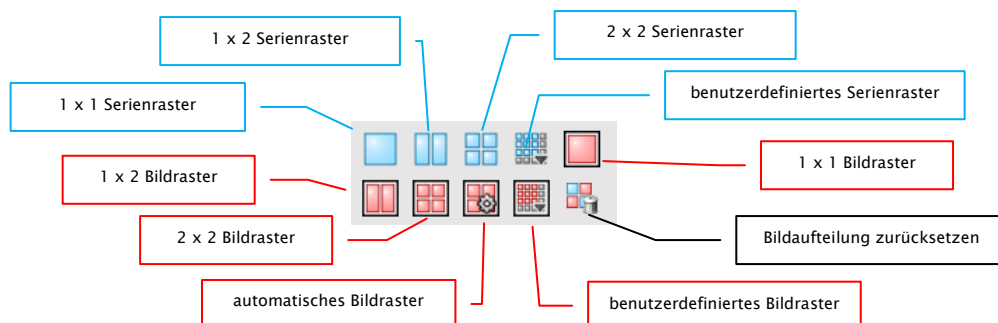 1 x 2 Serienraster
2 x 2 Serienraster
1 x 1 Serienraster
benutzerdefiniertes Serienraster
1 x 2 Bildraster
1 x 1 Bildraster
2 x 2 Bildraster
Bildaufteilung zurücksetzen
automatisches Bildraster
benutzerdefiniertes Bildraster